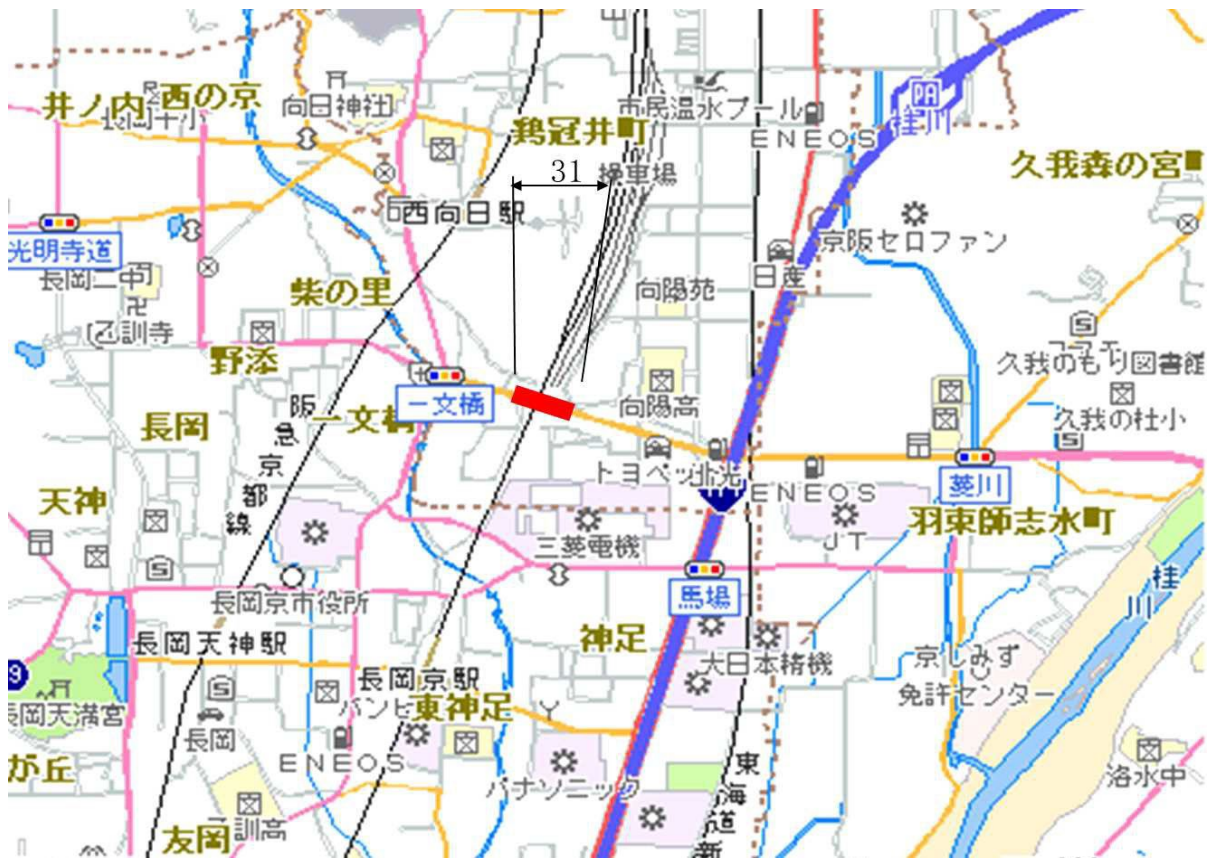 井ノ内
西の京
向日神社
鶏冠井町
市民温水プール
ENEOS
PA
桂川
久我森の宮町
31
操車場
西向日駅
光明寺道
長岡二中
乙訓寺
柴の里
向陽苑
日産
京阪セロファン
野添
一文橋
向陽高
久我のもり図書館
久我の杜小
長岡
阪急京都線
トヨペット
北光
ENEOS
菱川
天神
三菱電機
JT
羽束師志水町
長岡京市役所
馬場
桂川
神足
長岡天神駅
大日本精機
京しみず
免許センター
長岡京駅
東神足
長岡天満宮
長岡
ENEOS
が丘
パナソニック
洛水中
東海道新
友岡